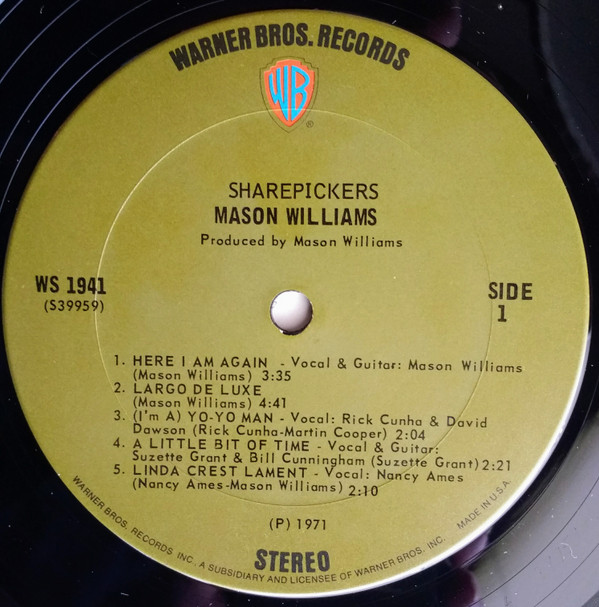 WARNER BROS. RECORDS
WB
®
SHAREPICKERS
MASON WILLIAMS
Produced by Mason Williams
WS 1941
(S39959)
SIDE
1
1. HERE I AM AGAIN - Vocal & Guitar: Mason Williams
(Mason Williams) 3:35
2. LARGO DE LUXE
(Mason Williams) 4:41
3. (I'm A) YO-YO MAN - Vocal: Rick Cunha & David
Dawson (Rick Cunha-Martin Cooper) 2:04
4. A LITTLE BIT OF TIME - Vocal & Guitar:
Suzette Grant & Bill Cunningham (Suzette Grant) 2:21
5. LINDA CREST LAMENT - Vocal: Nancy Ames
(Nancy Ames-Mason Williams) 2:10
(P) 1971
STEREO
WARNER BROS. RECORDS INC. A SUBSIDIARY AND LICENSEE OF WARNER BROS. INC. MADE IN U.S.A.